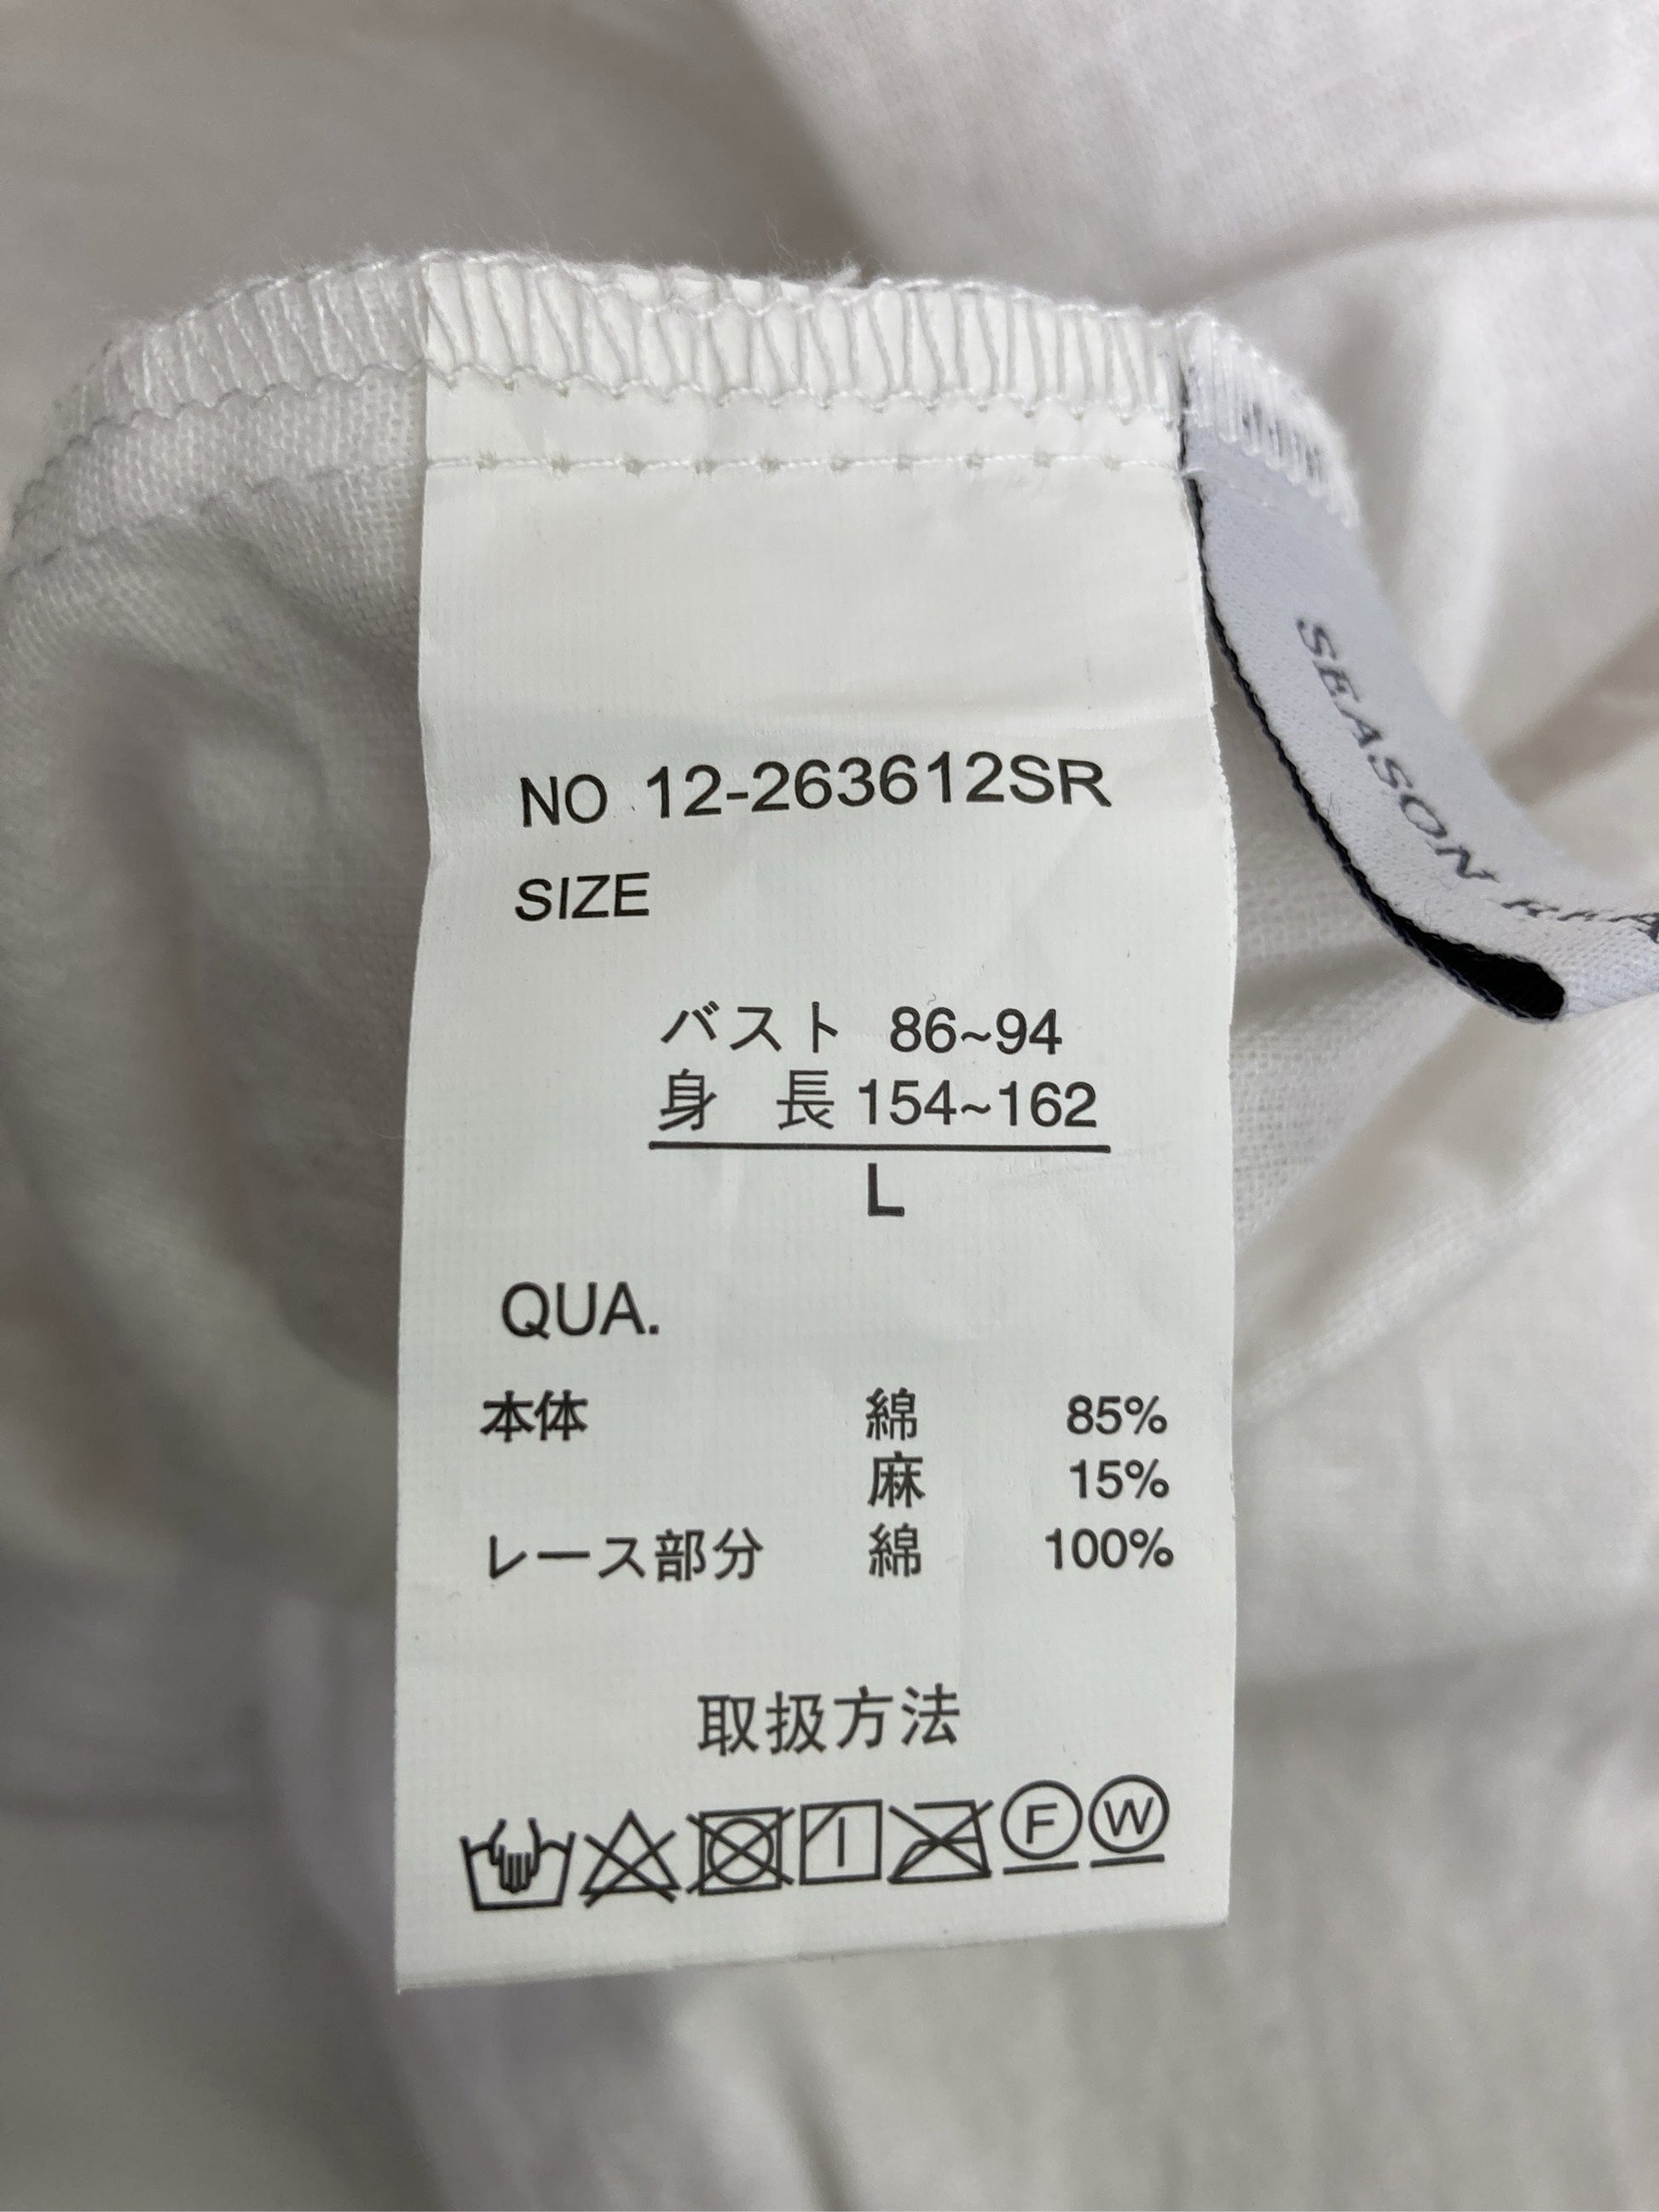 NO 12-263612SR
SIZE
バスト 86~94
身 長 154~162
L
QUA.
本体 綿 85%
麻 15%
レース部分 綿 100%
取扱方法
F W
SEASON